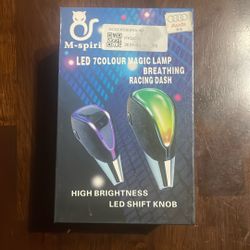 M-spiri
LED 7COLOUR MAGIC LAMP
BREATHING
RACING DASH
HIGH BRIGHTNESS
LED SHIFT KNOB